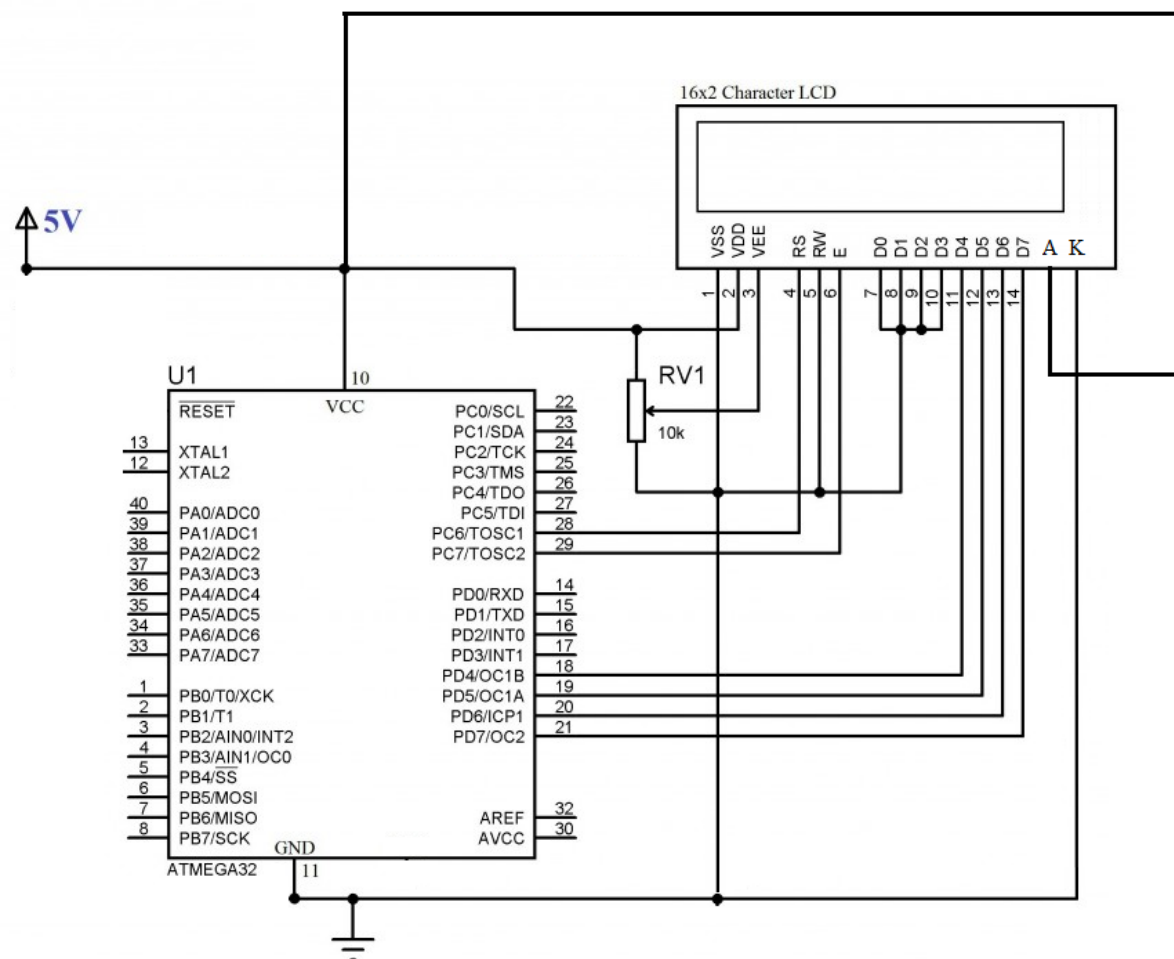 16x2 Character LCD
5V
VSS
VDD
VEE
RS
RW
E
D0
D1
D2
D3
D4
D5
D6
D7
A K
1
2
3
4
5
6
7
8
9
10
11
12
13
14
U1
10
VCC
RV1
10k
RESET
13 XTAL1
12 XTAL2
40 PA0/ADC0
39 PA1/ADC1
38 PA2/ADC2
37 PA3/ADC3
36 PA4/ADC4
35 PA5/ADC5
34 PA6/ADC6
33 PA7/ADC7
1 PB0/T0/XCK
2 PB1/T1
3 PB2/AIN0/INT2
4 PB3/AIN1/OC0
5 PB4/SS
6 PB5/MOSI
7 PB6/MISO
8 PB7/SCK
PC0/SCL 22
PC1/SDA 23
PC2/TCK 24
PC3/TMS 25
PC4/TDO 26
PC5/TDI 27
PC6/TOSC1 28
PC7/TOSC2 29
PD0/RXD 14
PD1/TXD 15
PD2/INT0 16
PD3/INT1 17
PD4/OC1B 18
PD5/OC1A 19
PD6/ICP1 20
PD7/OC2 21
AREF 32
AVCC 30
GND
11
ATMEGA32